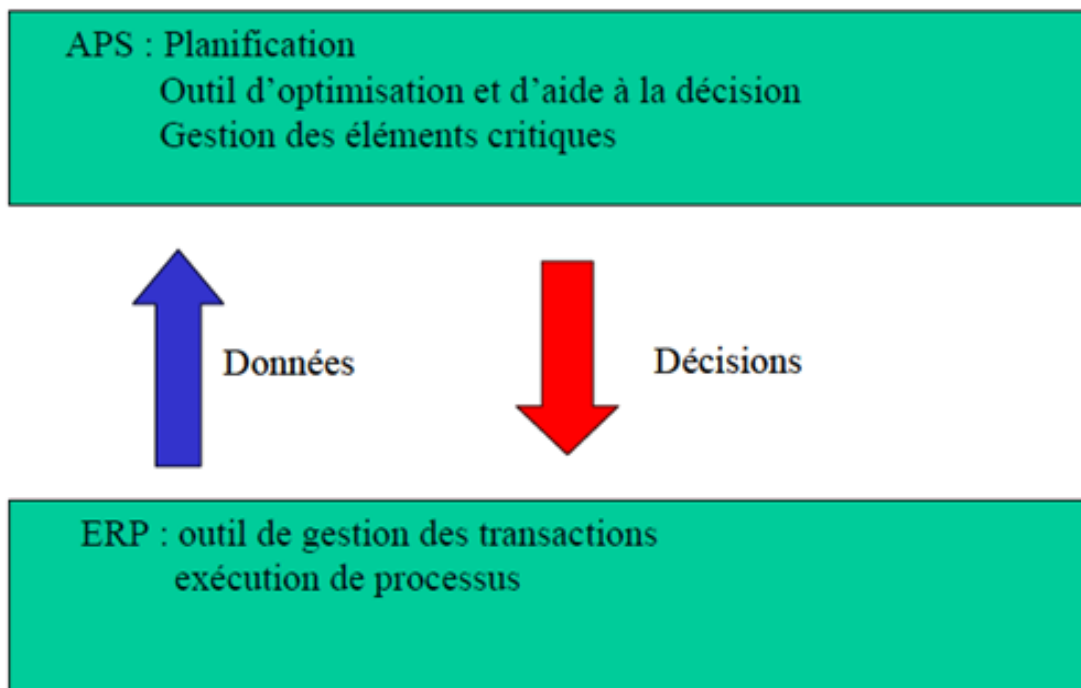 APS : Planification
Outil d’optimisation et d’aide à la décision
Gestion des éléments critiques
Données
Décisions
ERP : outil de gestion des transactions
exécution de processus